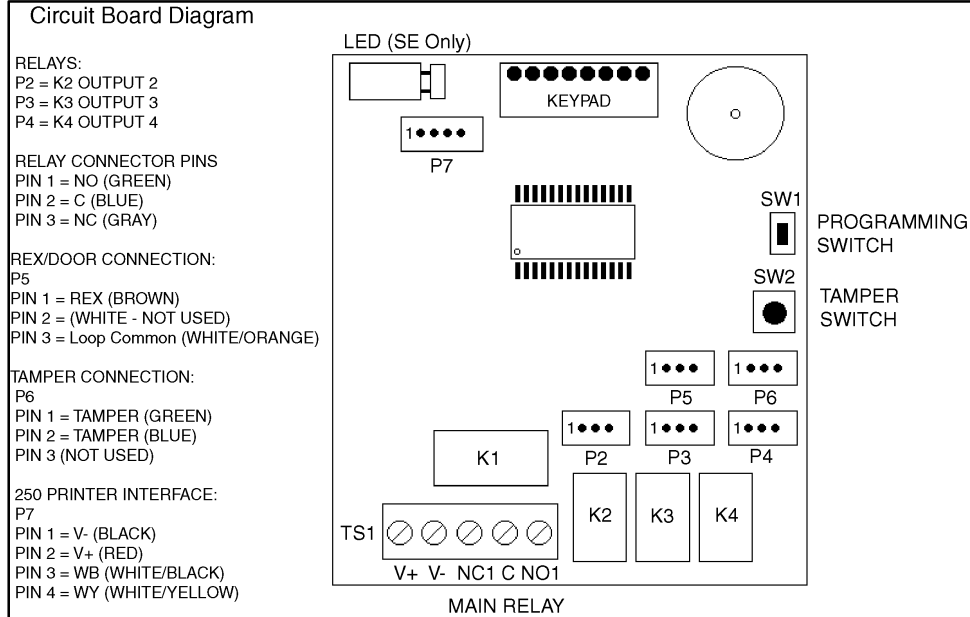 Circuit Board Diagram
RELAYS:
P2 = K2 OUTPUT 2
P3 = K3 OUTPUT 3
P4 = K4 OUTPUT 4
RELAY CONNECTOR PINS
PIN 1 = NO (GREEN)
PIN 2 = C (BLUE)
PIN 3 = NC (GRAY)
REX/DOOR CONNECTION:
P5
PIN 1 = REX (BROWN)
PIN 2 = (WHITE - NOT USED)
PIN 3 = Loop Common (WHITE/ORANGE)
TAMPER CONNECTION:
P6
PIN 1 = TAMPER (GREEN)
PIN 2 = TAMPER (BLUE)
PIN 3 (NOT USED)
250 PRINTER INTERFACE:
P7
PIN 1 = V- (BLACK)
PIN 2 = V+ (RED)
PIN 3 = WB (WHITE/BLACK)
PIN 4 = WY (WHITE/YELLOW)
LED (SE Only)
KEYPAD
1
P7
SW1
PROGRAMMING
SWITCH
SW2
TAMPER
SWITCH
1
1
P5
P6
1
1
1
P2
P3
P4
K1
K2
K3
K4
TS1
V+ V- NC1 C NO1
MAIN RELAY